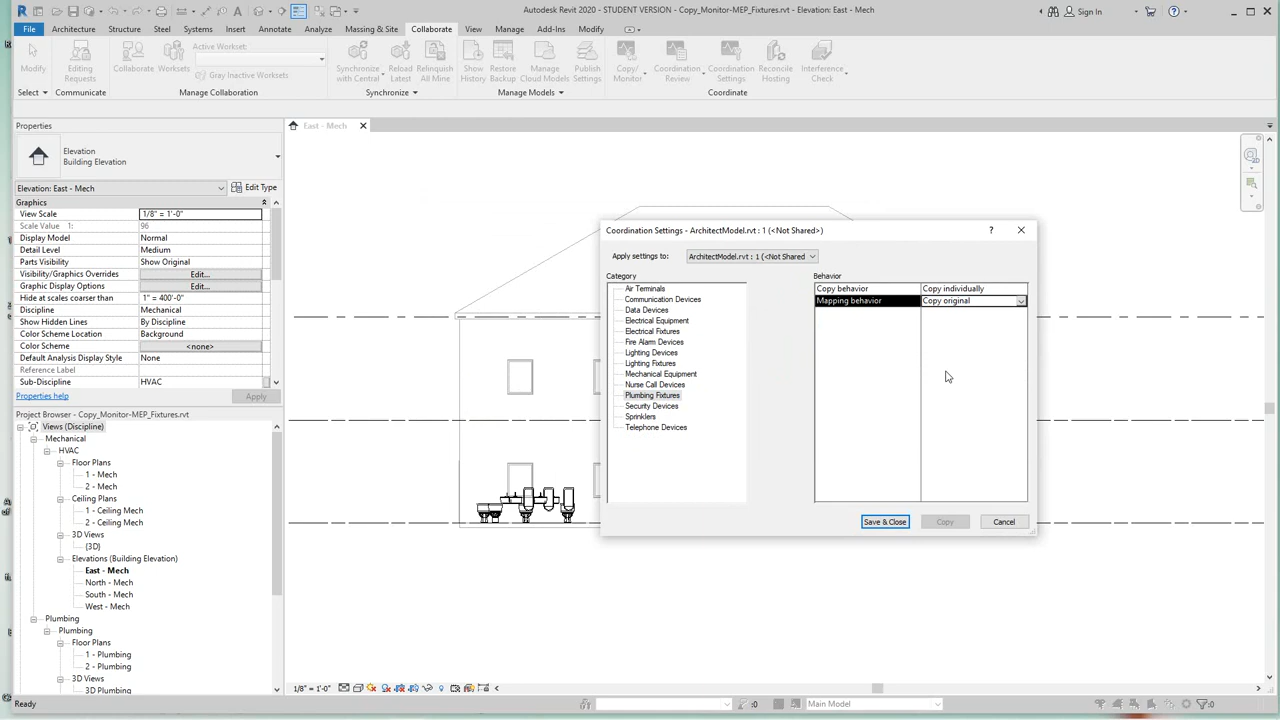 Autodesk Revit 2020 - STUDENT VERSION - Copy_Monitor-MEP_Fixtures.rvt - Elevation: East - Mech
Sign In
File Architecture Structure Steel Systems Insert Annotate Analyze Massing & Site Collaborate View Manage Add-Ins Modify
Modify
Editing Requests
Collaborate
Worksets
Active Workset:
Gray Inactive Worksets
Synchronize with Central
Reload Latest
Relinquish All Mine
Show History
Restore Backup
Manage Cloud Models
Publish Settings
Copy/ Monitor
Coordination Review
Coordination Settings
Reconcile Hosting
Interference Check
Select Communicate Manage Collaboration Synchronize Manage Models Coordinate
Properties
East - Mech
Elevation
Building Elevation
Elevation: East - Mech Edit Type
Graphics
View Scale 1/8" = 1'-0"
Scale Value 1: 96
Display Model Normal
Detail Level Medium
Parts Visibility Show Original
Visibility/Graphics Overrides Edit...
Graphic Display Options Edit...
Hide at scales coarser than 1" = 400'-0"
Discipline Mechanical
Show Hidden Lines By Discipline
Color Scheme Location Background
Color Scheme <none>
Default Analysis Display Style None
Reference Label
Sub-Discipline HVAC
Properties help Apply
Project Browser - Copy_Monitor-MEP_Fixtures.rvt
Views (Discipline)
Mechanical
HVAC
Floor Plans
1 - Mech
2 - Mech
Ceiling Plans
1 - Ceiling Mech
2 - Ceiling Mech
3D Views
{3D}
Elevations (Building Elevation)
East - Mech
North - Mech
South - Mech
West - Mech
Plumbing
Plumbing
Floor Plans
1 - Plumbing
2 - Plumbing
3D Views
3D Plumbing
Coordination Settings - ArchitectModel.rvt : 1 (<Not Shared>)
Apply settings to: ArchitectModel.rvt : 1 (<Not Shared
Category
Air Terminals
Communication Devices
Data Devices
Electrical Equipment
Electrical Fixtures
Fire Alarm Devices
Lighting Devices
Lighting Fixtures
Mechanical Equipment
Nurse Call Devices
Plumbing Fixtures
Security Devices
Sprinklers
Telephone Devices
Behavior
Copy behavior Copy individually
Mapping behavior Copy original
Save & Close Copy Cancel
1/8" = 1'-0"
Ready
:0
Main Model
:0